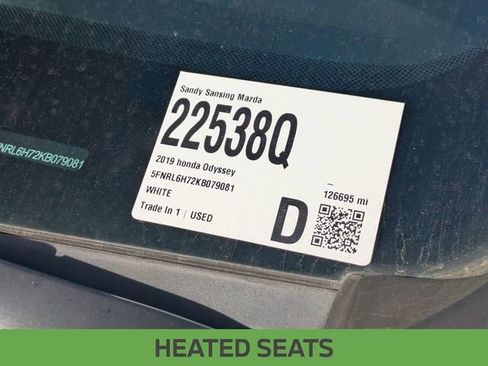 Sandy Sansing Mazda
22538Q
2019 honda Odyssey
5FNRL6H72KB079081
WHITE
126695 mi
Trade In 1 | USED
D
NRL6H72KB079081
HEATED SEATS